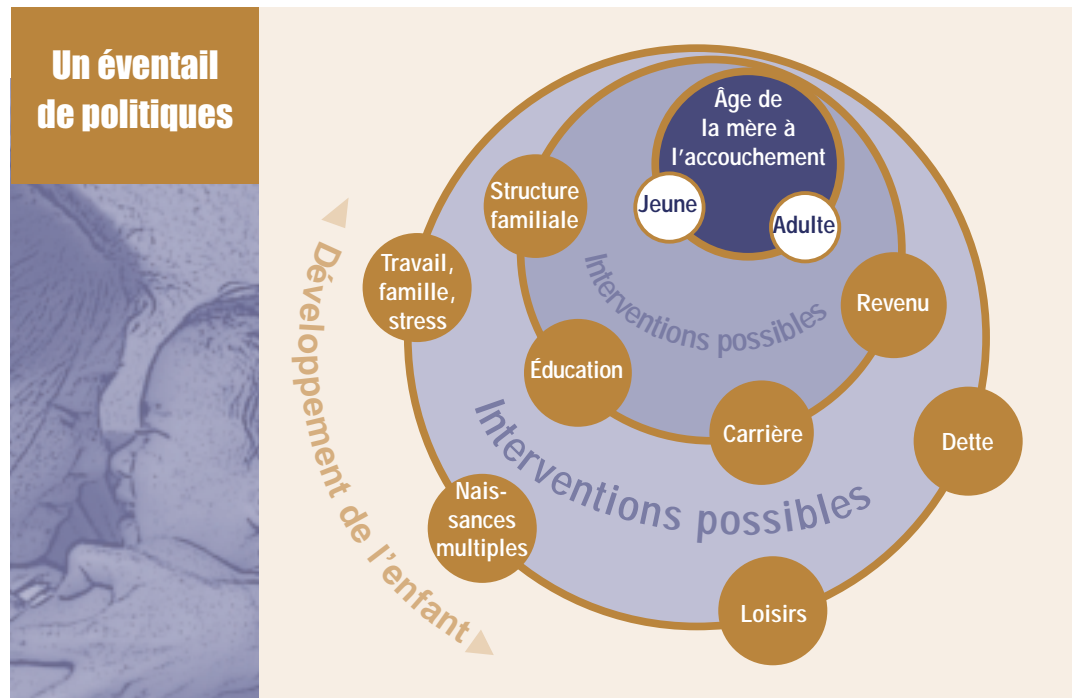 Un éventail
de politiques
Âge de
la mère à
l'accouchement
Jeune
Adulte
Structure
familiale
Travail,
famille,
stress
Interventions possibles
Revenu
Éducation
Carrière
Dette
Interventions possibles
Nais-
sances
multiples
Loisirs
Développement de l'enfant